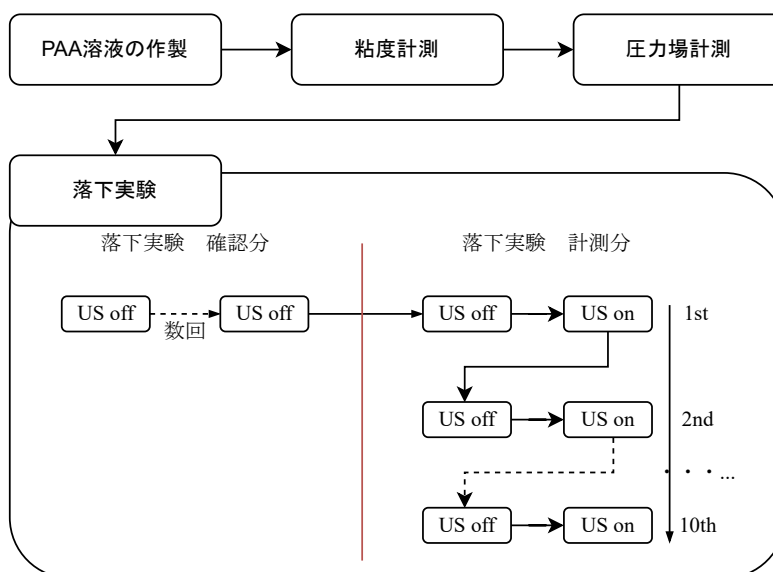 PAA溶液の作製
粘度計測
圧力場計測
落下実験
落下実験　確認分
落下実験　計測分
US off
US off
US off
US on
1st
数回
US off
US on
2nd
・・・...
US off
US on
10th